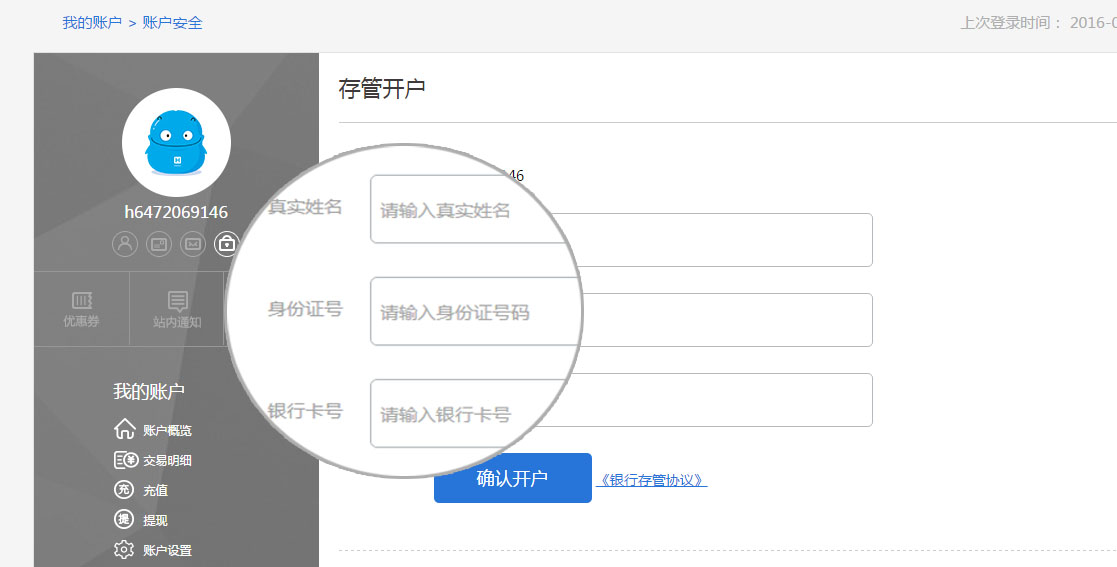 我的账户 > 账户安全
上次登录时间： 2016-0
存管开户
h6472069146
146
真实姓名
请输入真实姓名
身份证号
请输入身份证号码
银行卡号
请输入银行卡号
优惠券
站内通知
确认开户
《银行存管协议》
我的账户
账户概览
交易明细
充 充值
提 提现
账户设置